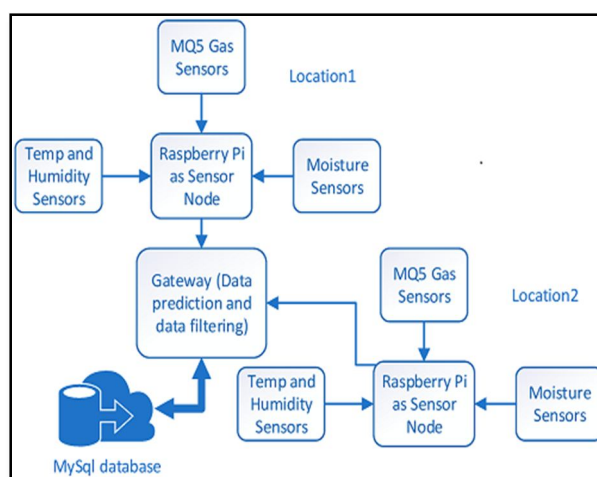 MQ5 Gas
Sensors
Location1
Temp and
Humidity
Sensors
Raspberry Pi
as Sensor
Node
Moisture
Sensors
Gateway (Data
prediction and
data filtering)
MQ5 Gas
Sensors
Location2
Temp and
Humidity
Sensors
Raspberry Pi
as Sensor
Node
Moisture
Sensors
MySql database